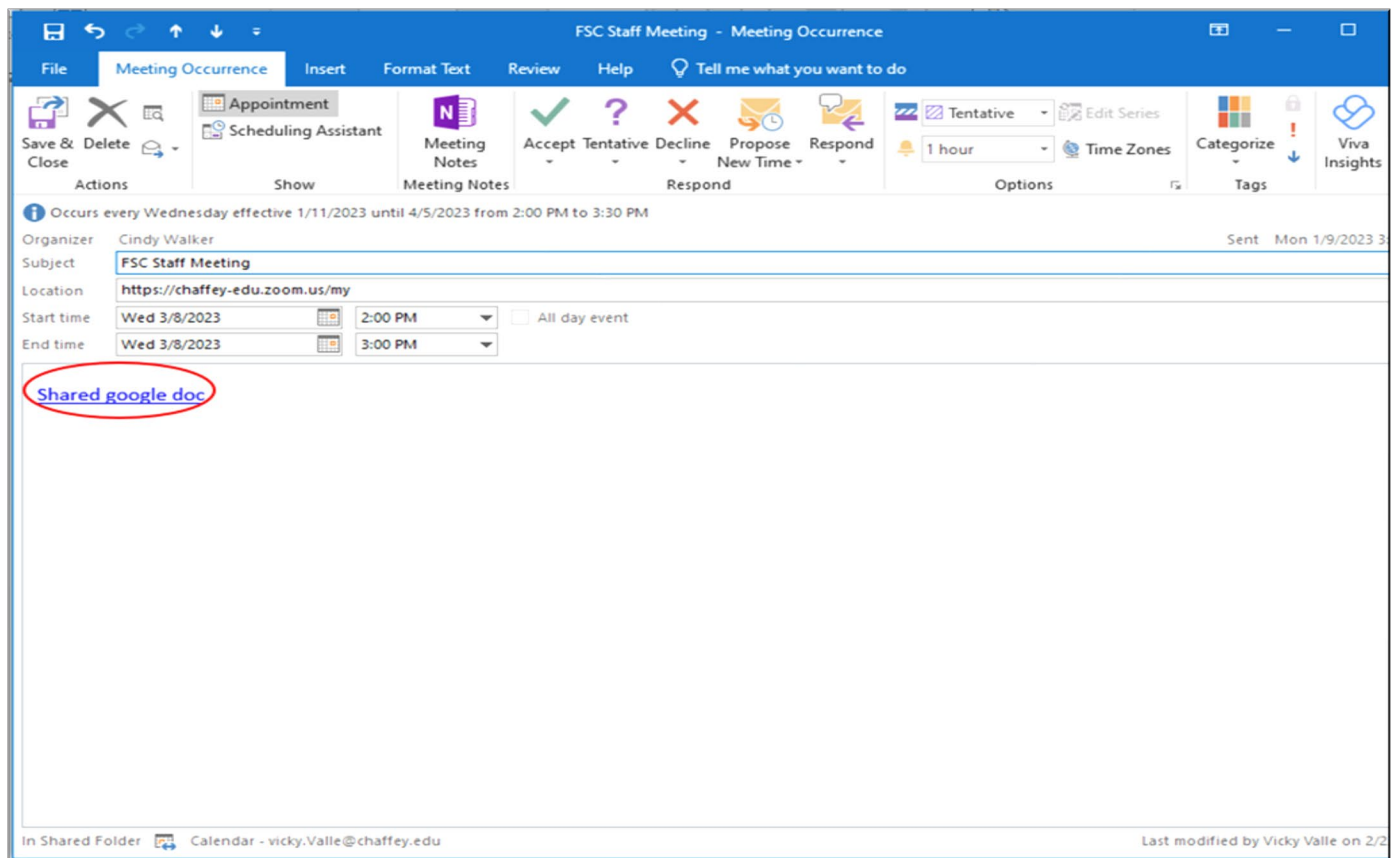 FSC Staff Meeting - Meeting Occurrence
File Meeting Occurrence Insert Format Text Review Help Tell me what you want to do
Save & Close Delete
Appointment
Scheduling Assistant
Meeting Notes
Accept Tentative Decline Propose New Time Respond
Tentative Edit Series
1 hour Time Zones
Categorize
Viva Insights
Actions Show Meeting Notes Respond Options Tags
Occurs every Wednesday effective 1/11/2023 until 4/5/2023 from 2:00 PM to 3:30 PM
Organizer Cindy Walker Sent Mon 1/9/2023 3:
Subject FSC Staff Meeting
Location https://chaffey-edu.zoom.us/my
Start time Wed 3/8/2023 2:00 PM All day event
End time Wed 3/8/2023 3:00 PM
Shared google doc
In Shared Folder Calendar - vicky.Valle@chaffey.edu Last modified by Vicky Valle on 2/2